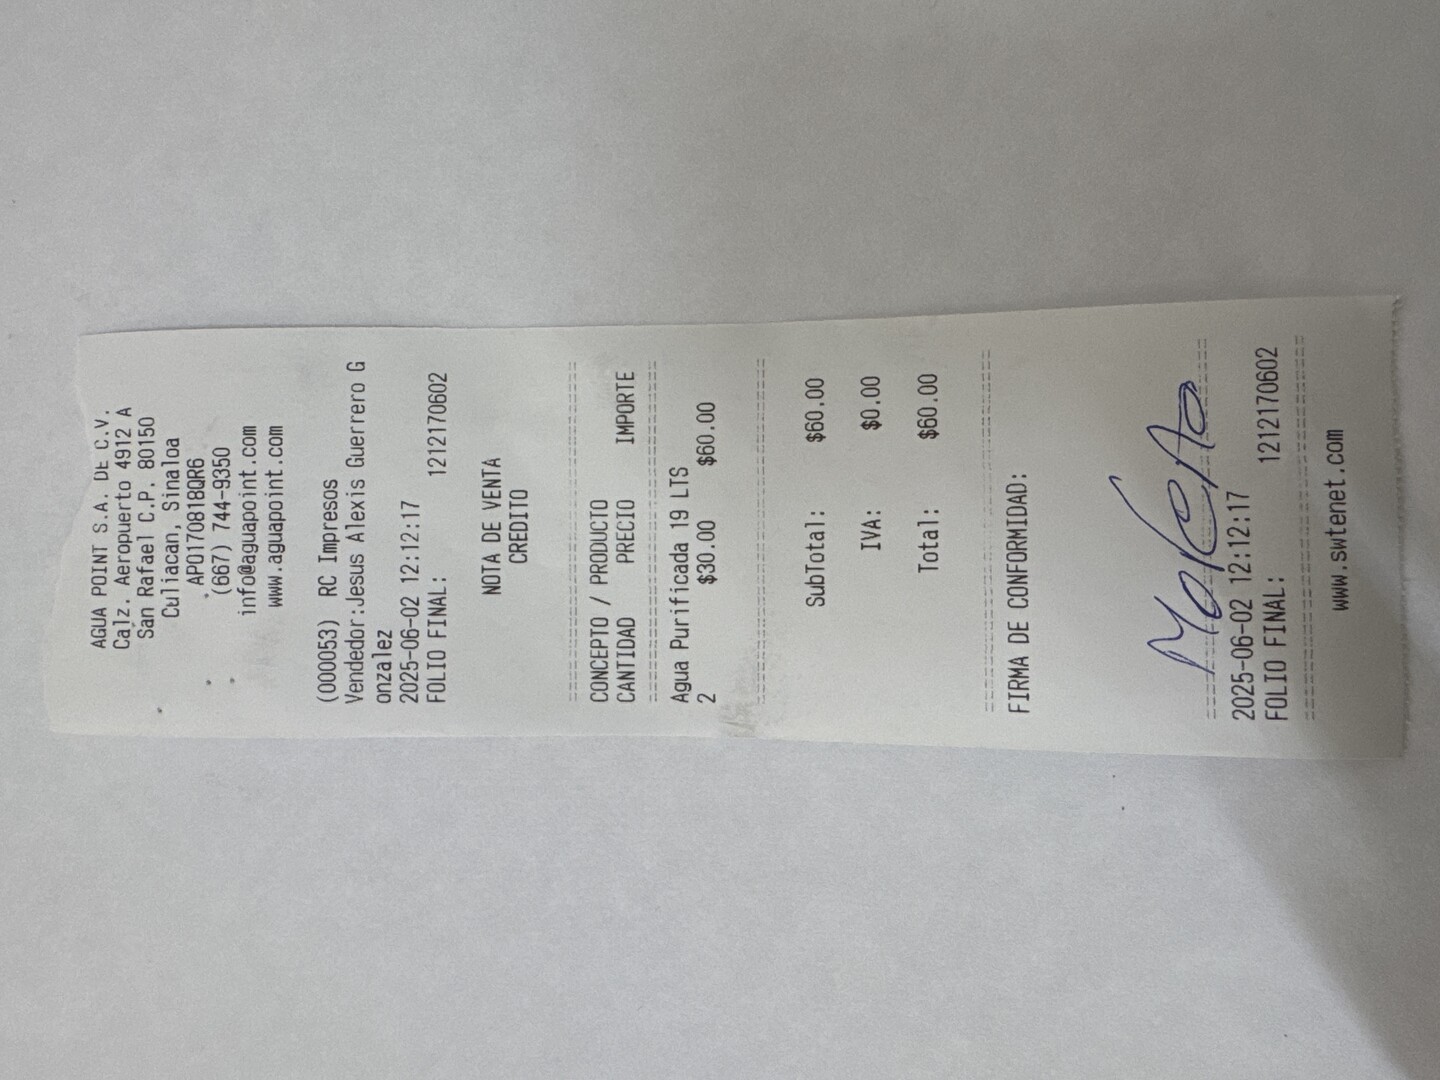 AGUA POINT S.A. DE C.V.
Calz. Aeropuerto 4912 A
San Rafael C.P. 80150
Culiacan, Sinaloa
APO170818QR6
(667) 744-9350
info@aguapoint.com
www.aguapoint.com
(000053) RC Impresos
Vendedor:Jesus Alexis Guerrero G
onzalez
2025-06-02 12:12:17
FOLIO FINAL: 1212170602
NOTA DE VENTA
CREDITO
CONCEPTO / PRODUCTO
CANTIDAD PRECIO IMPORTE
Agua Purificada 19 LTS
2 $30.00 $60.00
SubTotal: $60.00
IVA: $0.00
Total: $60.00
FIRMA DE CONFORMIDAD:
2025-06-02 12:12:17
FOLIO FINAL: 1212170602
www.swtenet.com